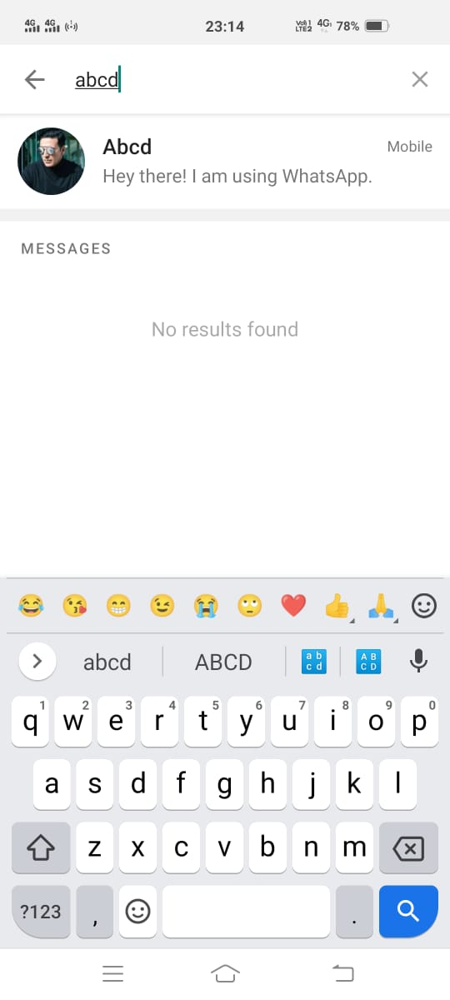 4G 4G 23:14 VoI) 1 LTE2 4G 78%
abcd
Abcd Mobile
Hey there! I am using WhatsApp.
MESSAGES
No results found
abcd ABCD ab cd AB CD
1 2 3 4 5 6 7 8 9 0
q w e r t y u i o p
a s d f g h j k l
z x c v b n m
?123 , .